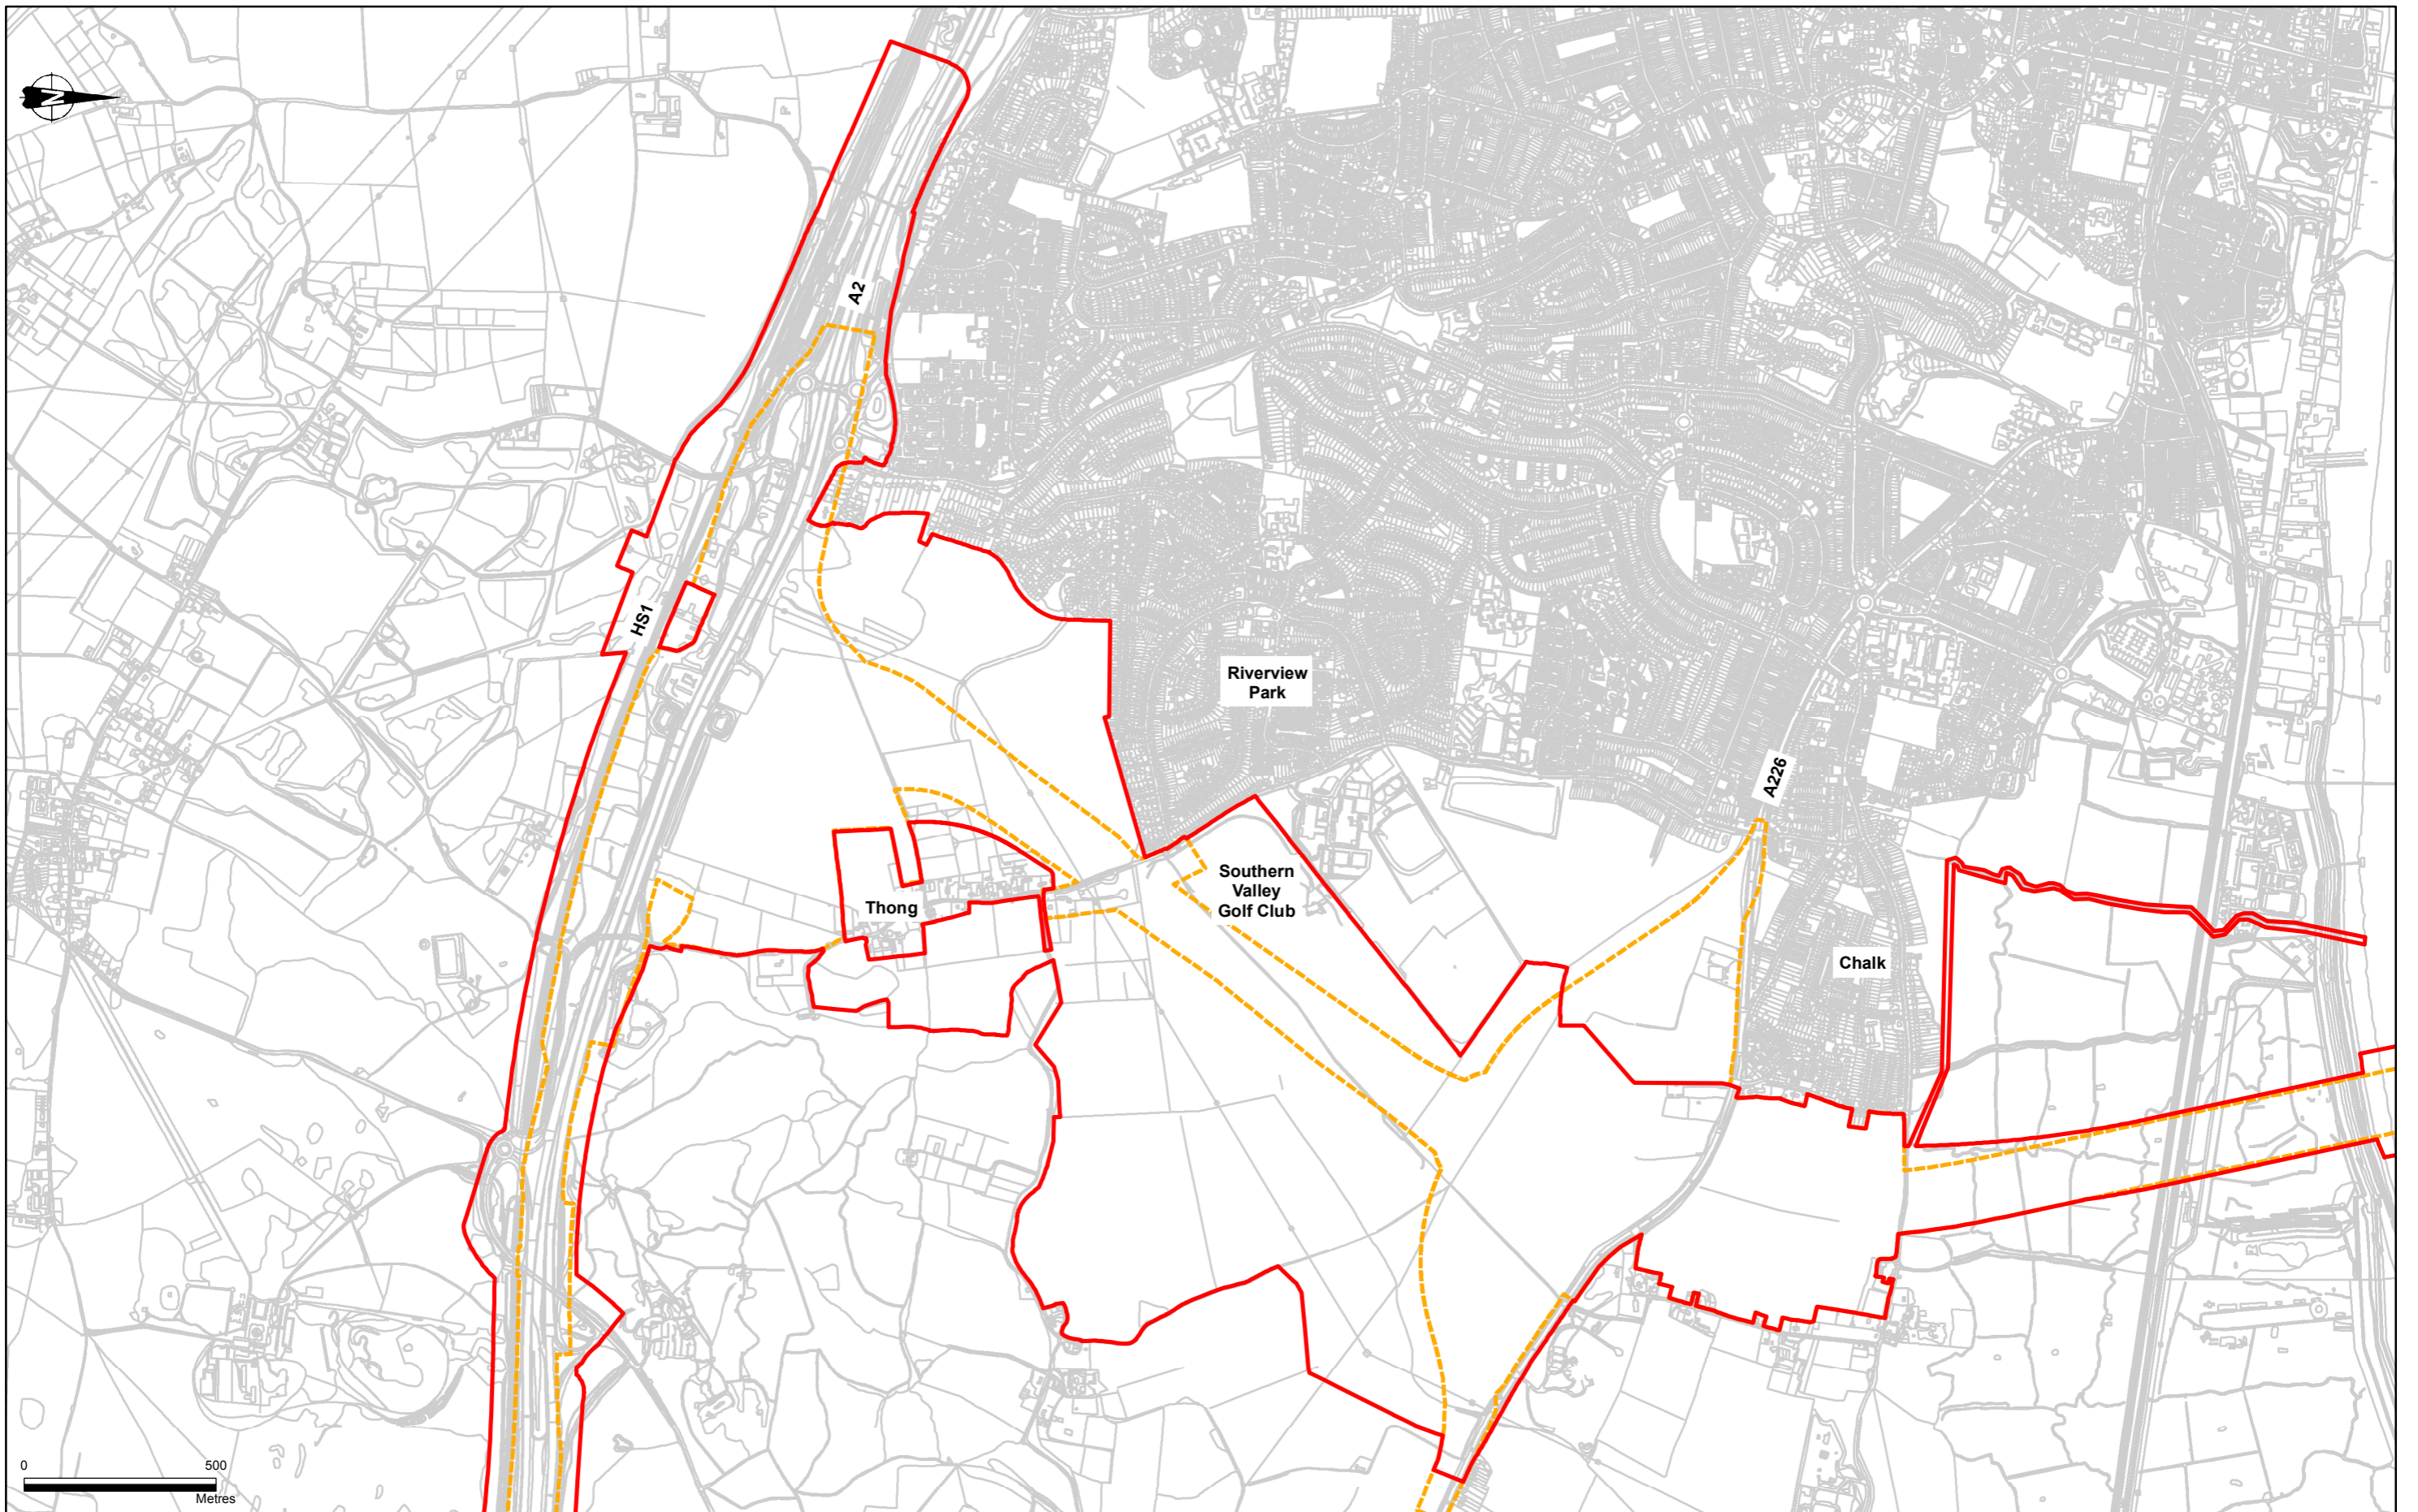 N
A2
HS1
Riverview
Park
A226
Southern
Valley
Golf Club
Thong
Chalk
0 500
Metres